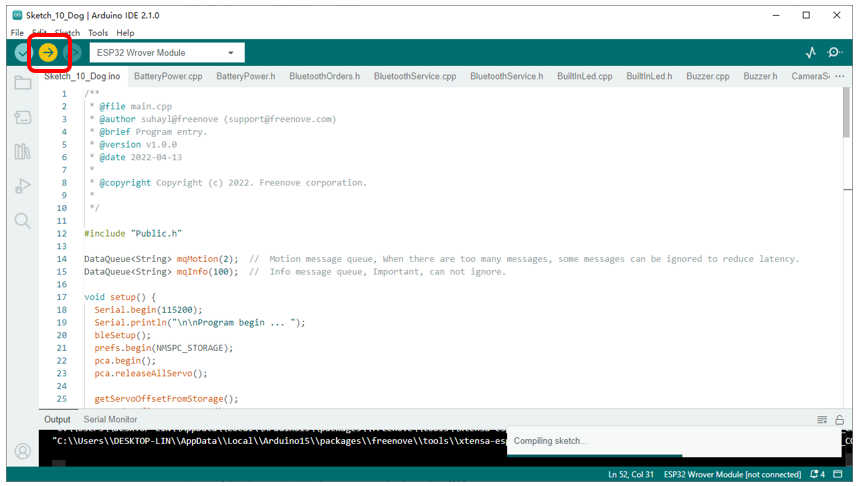 Sketch_10_Dog | Arduino IDE 2.1.0
File Edit Sketch Tools Help
ESP32 Wrover Module
Sketch_10_Dog.ino BatteryPower.cpp BatteryPower.h BluetoothOrders.h BluetoothService.cpp BluetoothService.h BuiltInLed.cpp BuiltInLed.h Buzzer.cpp Buzzer.h CameraS
1 /**
2 * @file main.cpp
3 * @author suhayl@freenove (support@freenove.com)
4 * @brief Program entry.
5 * @version v1.0.0
6 * @date 2022-04-13
7 *
8 * @copyright Copyright (c) 2022. Freenove corporation.
9 *
10 */
11
12 #include "Public.h"
13
14 DataQueue<String> mqMotion(2); // Motion message queue, When there are too many messages, some messages can be ignored to reduce latency.
15 DataQueue<String> mqInfo(100); // Info message queue, Important, can not ignore.
16
17 void setup() {
18 Serial.begin(115200);
19 Serial.println("\n\nProgram begin ... ");
20 bleSetup();
21 prefs.begin(NMSPC_STORAGE);
22 pca.begin();
23 pca.releaseAllServo();
24
25 getServoOffsetFromStorage();
Output Serial Monitor
"C:\\Users\\DESKTOP-LIN\\AppData\\Local\\Arduino15\\packages\\freenove\\tools\\xtensa-esp
Compiling sketch...
Ln 52, Col 31 ESP32 Wrover Module [not connected] 4